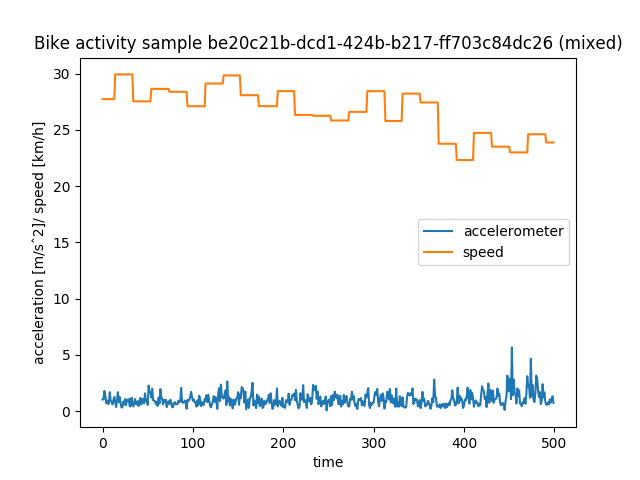 Bike activity sample be20c21b-dcd1-424b-b217-ff703c84dc26 (mixed)
acceleration [m/s^2]/ speed [km/h]
30
25
20
15
10
5
0
accelerometer
speed
0 100 200 300 400 500
time